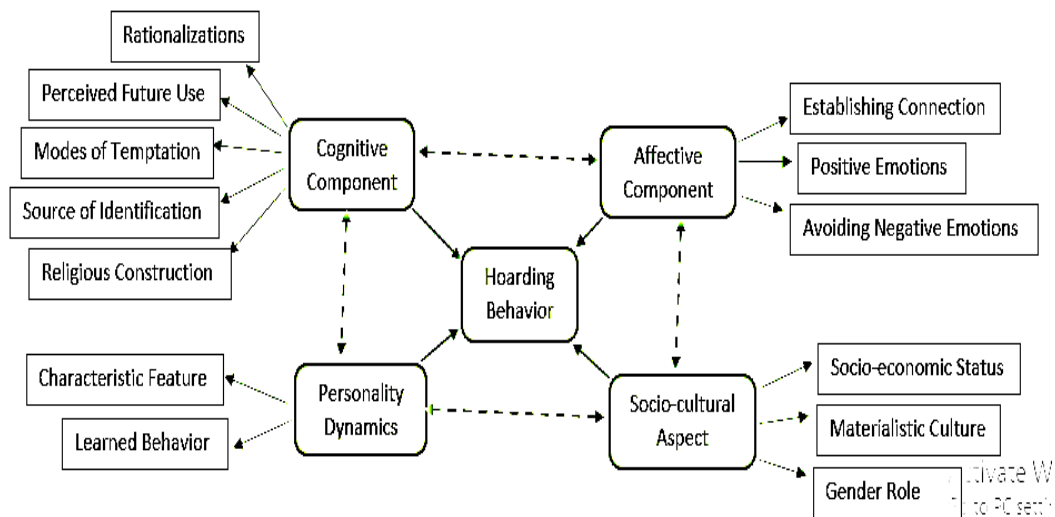 Rationalizations
Perceived Future Use
Modes of Temptation
Source of Identification
Religious Construction
Cognitive
Component
Affective
Component
Establishing Connection
Positive Emotions
Avoiding Negative Emotions
Hoarding
Behavior
Characteristic Feature
Learned Behavior
Personality
Dynamics
Socio-cultural
Aspect
Socio-economic Status
Materialistic Culture
Gender Role
to PC